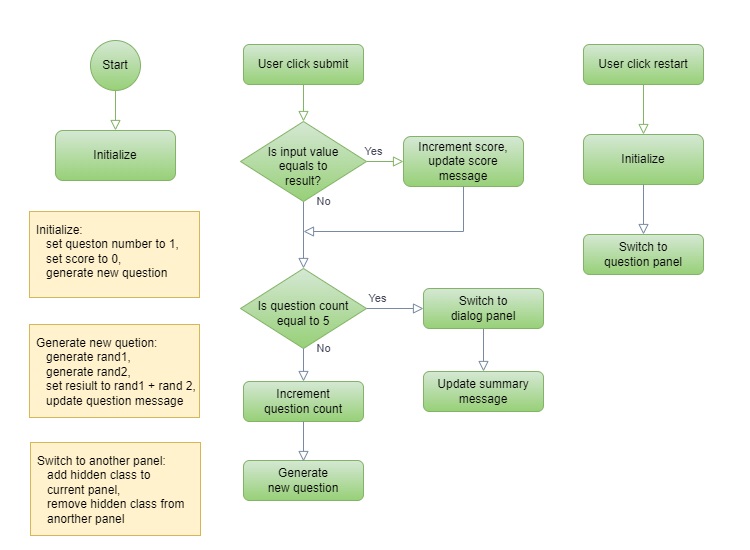 Start
Initialize
Initialize:
set queston number to 1,
set score to 0,
generate new question
Generate new quetion:
generate rand1,
generate rand2,
set resiult to rand1 + rand 2,
update question message
Switch to another panel:
add hidden class to
current panel,
remove hidden class from
anorther panel
User click submit
Is input value
equals to
result?
Yes
Increment score,
update score
message
No
Is question count
equal to 5
Yes
Switch to
dialog panel
Update summary
message
No
Increment
question count
Generate
new question
User click restart
Initialize
Switch to
question panel